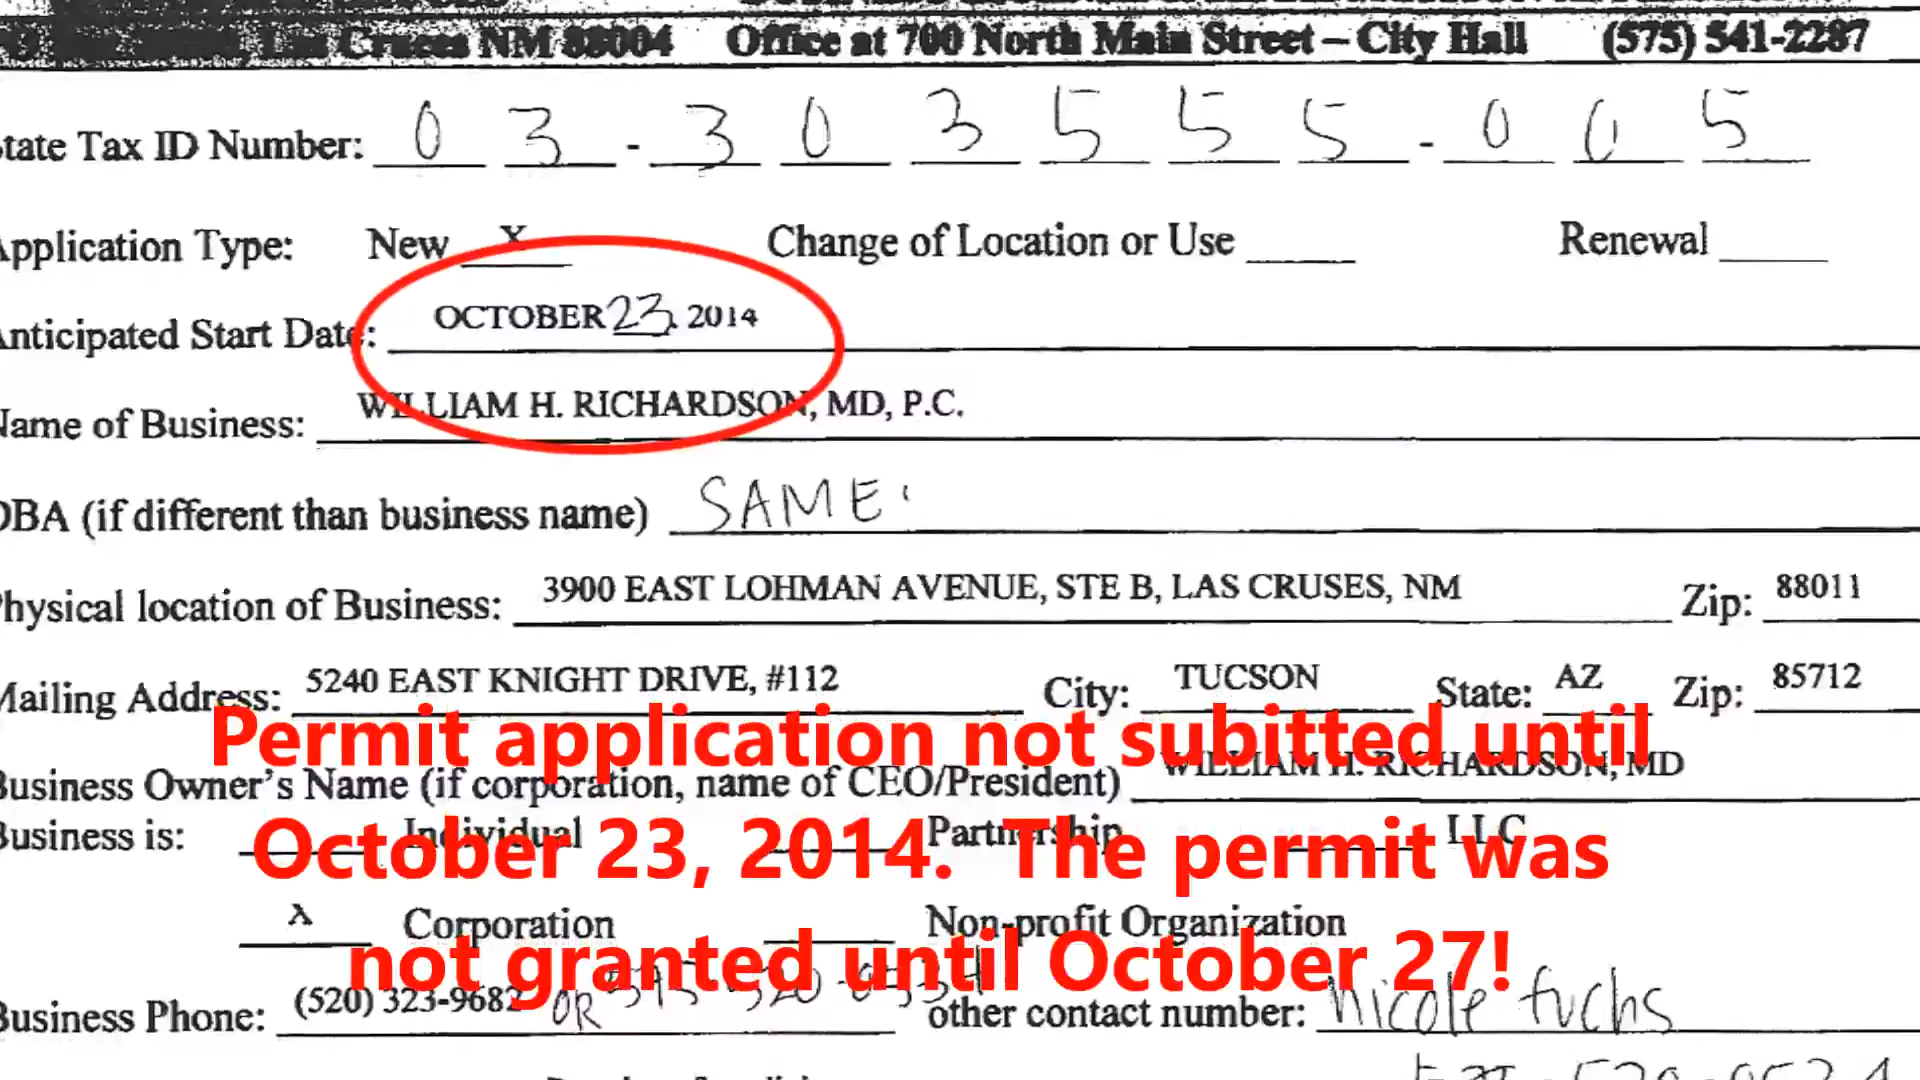 Las Cruces NM 88004 Office at 700 North Main Street – City Hall (575) 541-2287
tate Tax ID Number: 0 3 - 3 0 3 5 5 5 - 0 0 5
Application Type: New X Change of Location or Use Renewal
Anticipated Start Date: OCTOBER 23, 2014
Name of Business: WILLIAM H. RICHARDSON, MD, P.C.
DBA (if different than business name) SAME
Physical location of Business: 3900 EAST LOHMAN AVENUE, STE B, LAS CRUSES, NM Zip: 88011
Mailing Address: 5240 EAST KNIGHT DRIVE, #112 City: TUCSON State: AZ Zip: 85712
Permit application not subitted until
Business Owner's Name (if corporation, name of CEO/President) WILLIAM H. RICHARDSON, MD
Business is: Individual Partnership LLC
October 23, 2014. The permit was
X Corporation Non-profit Organization
not granted until October 27!
Business Phone: (520) 323-9682 OR other contact number: Nicole fuchs